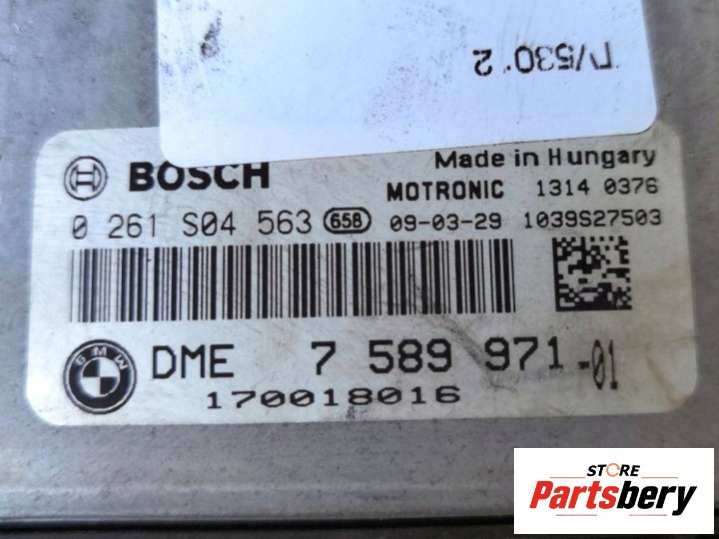 Г/530'2
BOSCH
Made in Hungary
MOTRONIC 1314 0376
0 261 S04 563 658 09-03-29 1039S27503
BMW DME 7 589 971-01
170018016
STORE
Partsbery